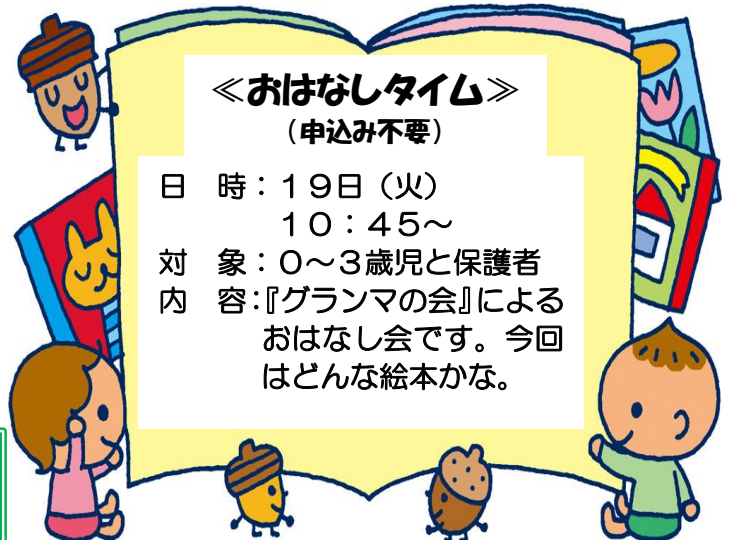 ≪おはなしタイム≫
（申込み不要）
日　時：１９日（火）
１０：４５～
対　象：０～３歳児と保護者
内　容：『グランマの会』による
おはなし会です。今回
はどんな絵本かな。